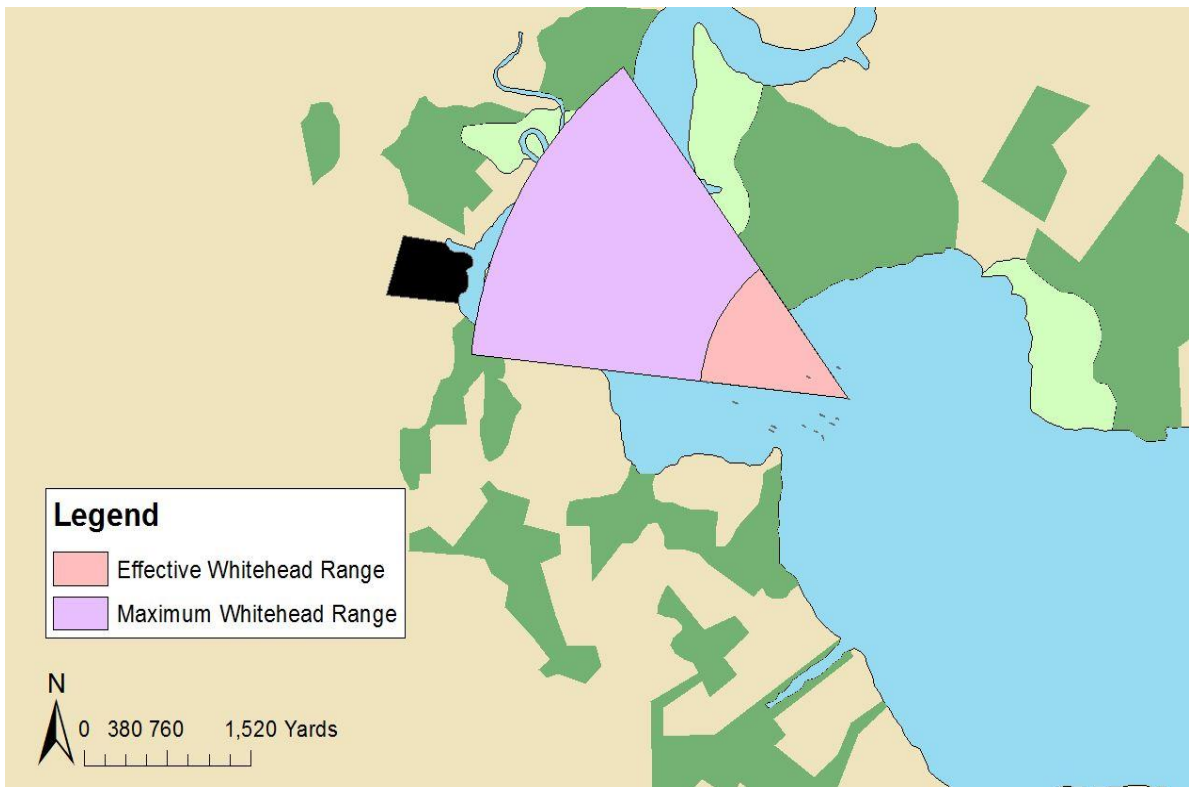 Legend
Effective Whitehead Range
Maximum Whitehead Range
N
0 380 760 1,520 Yards